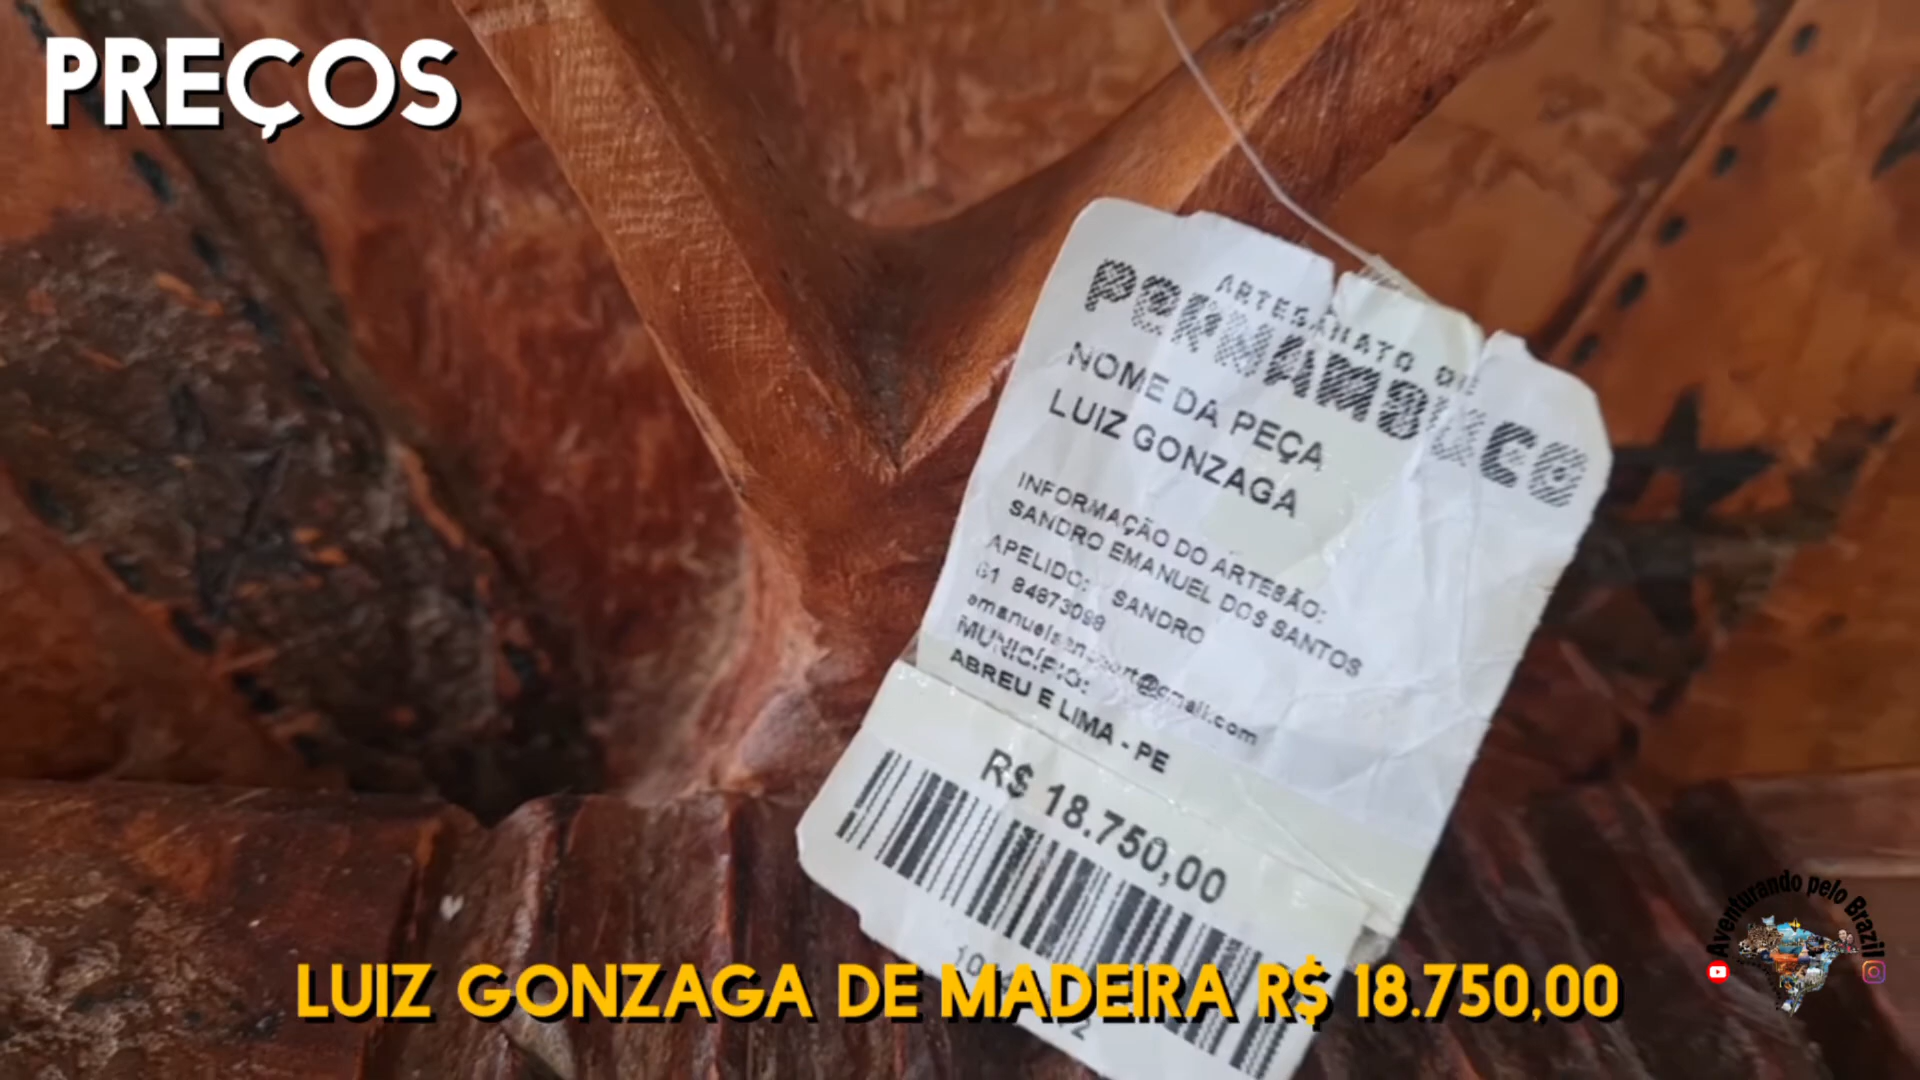 PREÇOS
ARTESANATO DE
PERNAMBUCO
NOME DA PEÇA
LUIZ GONZAGA
INFORMAÇÃO DO ARTESÃO:
SANDRO EMANUEL DOS SANTOS
APELIDO: SANDRO
81 84873098
MUNICÍPIO:
ABREU E LIMA - PE
R$ 18.750,00
LUIZ GONZAGA DE MADEIRA R$ 18.750,00
Aventurando pelo Brazil